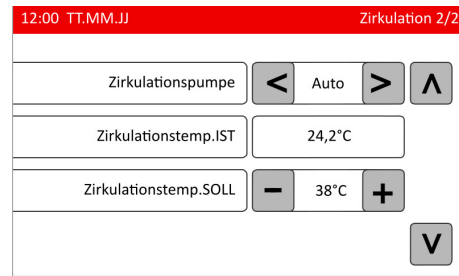 12:00 TT.MM.JJ Zirkulation 2/2
Zirkulationspumpe < Auto > Λ
Zirkulationstemp.IST 24,2°C
Zirkulationstemp.SOLL − 38°C +
V